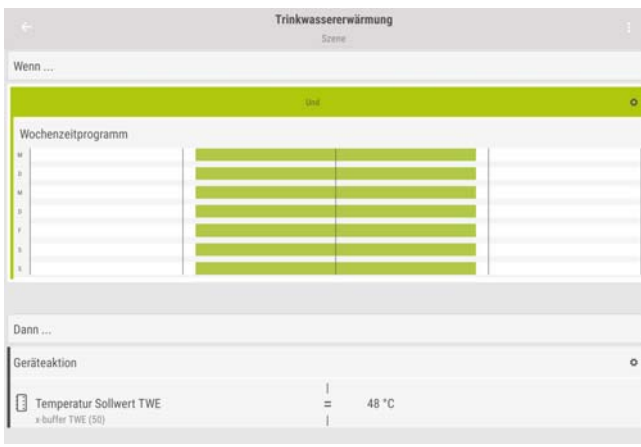 Trinkwassererwärmung
Szene
Wenn ...
Und
Wochenzeitprogramm
M
D
M
D
F
S
S
Dann ...
Geräteaktion
Temperatur Sollwert TWE = 48 °C
x-buffer TWE (50)